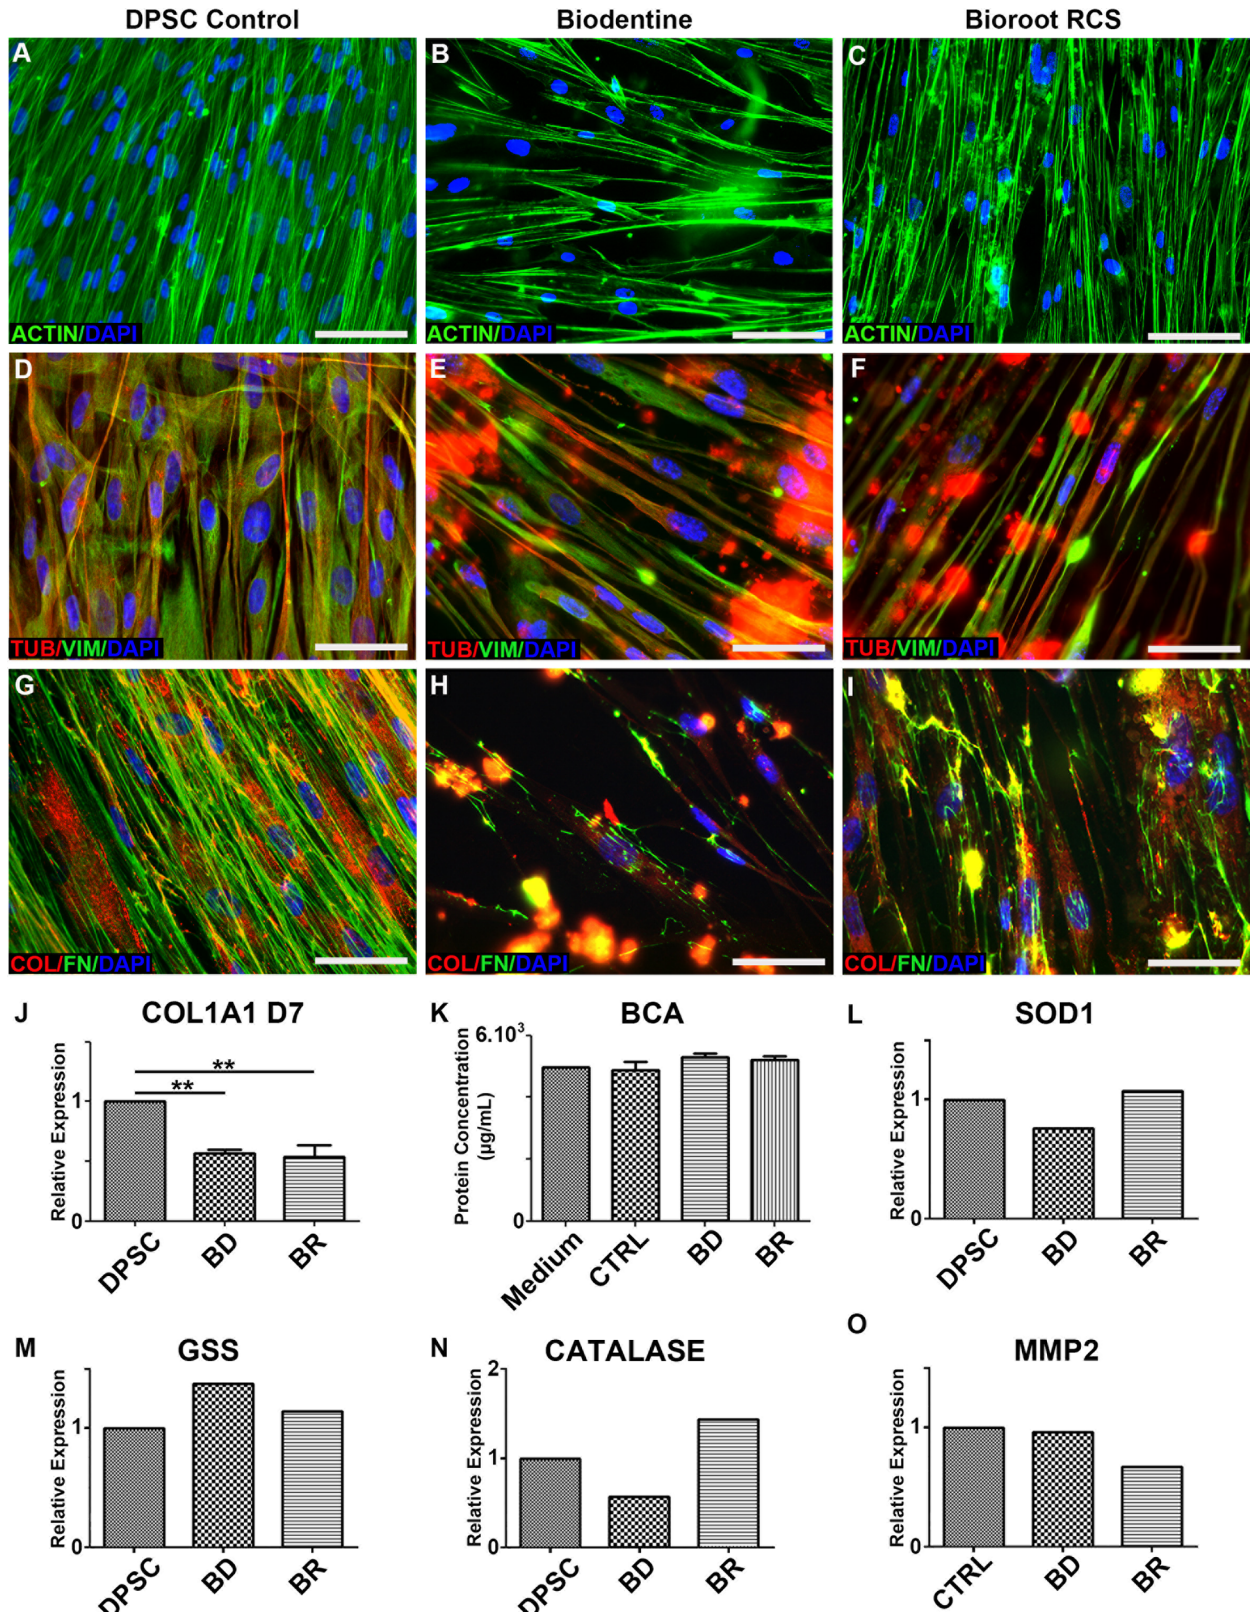 DPSC Control Biodentine Bioroot RCS
A B C
ACTIN/DAPI ACTIN/DAPI ACTIN/DAPI
D E F
TUB/VIM/DAPI TUB/VIM/DAPI TUB/VIM/DAPI
G H I
COL/FN/DAPI COL/FN/DAPI COL/FN/DAPI
J COL1A1 D7
Relative Expression
1
0
**
**
DPSC BD BR
K BCA
Protein Concentration
(µg/mL)
6.10³
0
Medium CTRL BD BR
L SOD1
Relative Expression
1
0
DPSC BD BR
M GSS
Relative Expression
1
0
DPSC BD BR
N CATALASE
Relative Expression
2
1
0
DPSC BD BR
O MMP2
Relative Expression
1
0
CTRL BD BR